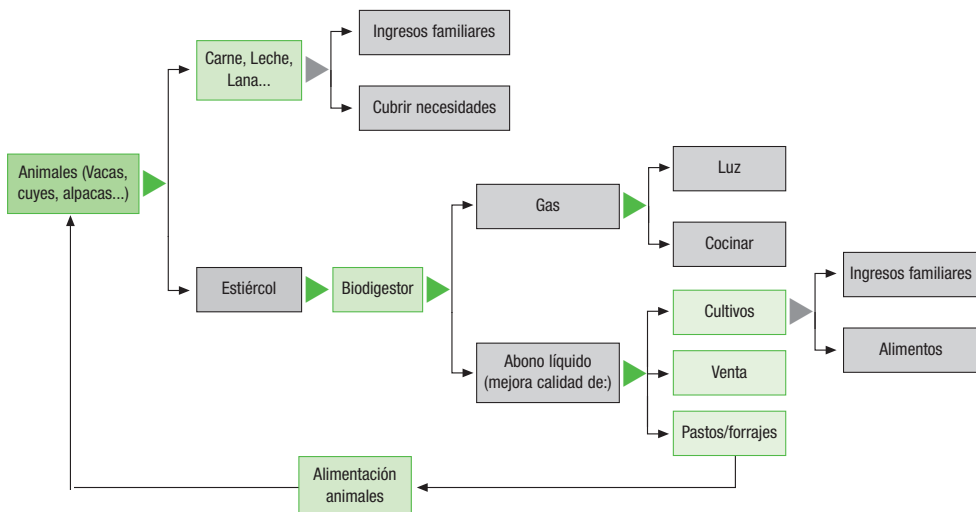 Ingresos familiares
Carne, Leche,
Lana...
Cubrir necesidades
Animales (Vacas,
cuyes, alpacas...)
Luz
Gas
Cocinar
Estiércol
Biodigestor
Ingresos familiares
Cultivos
Abono líquido
(mejora calidad de:)
Alimentos
Venta
Pastos/forrajes
Alimentación
animales